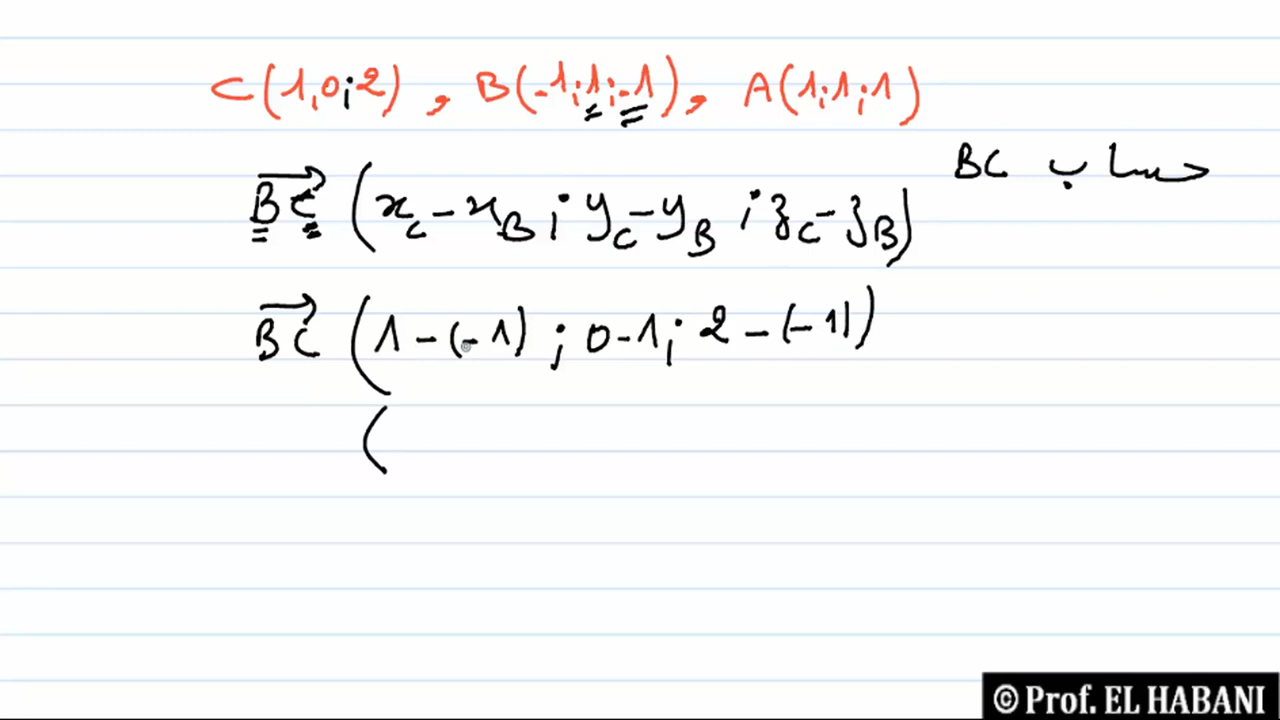 C(1,0;2) , B(-1;1;-1), A(1;1;1)
حساب BC
BC (x_C - x_B ; y_C - y_B ; z_C - z_B)
BC (1-(-1) ; 0-1; 2-(-1))
(
© Prof. EL HABANI